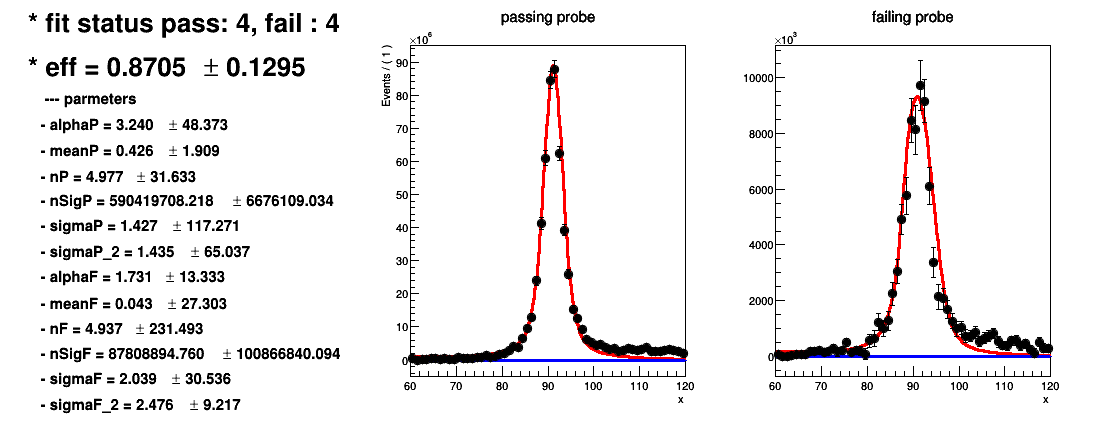 * fit status pass: 4, fail : 4
* eff = 0.8705 ± 0.1295
--- parmeters
- alphaP = 3.240 ± 48.373
- meanP = 0.426 ± 1.909
- nP = 4.977 ± 31.633
- nSigP = 590419708.218 ± 6676109.034
- sigmaP = 1.427 ± 117.271
- sigmaP_2 = 1.435 ± 65.037
- alphaF = 1.731 ± 13.333
- meanF = 0.043 ± 27.303
- nF = 4.937 ± 231.493
- nSigF = 87808894.760 ± 100866840.094
- sigmaF = 2.039 ± 30.536
- sigmaF_2 = 2.476 ± 9.217
passing probe
×10⁶
Events / ( 1 )
90
80
70
60
50
40
30
20
10
0
60 70 80 90 100 110 120
x
failing probe
×10³
10000
8000
6000
4000
2000
0
60 70 80 90 100 110 120
x